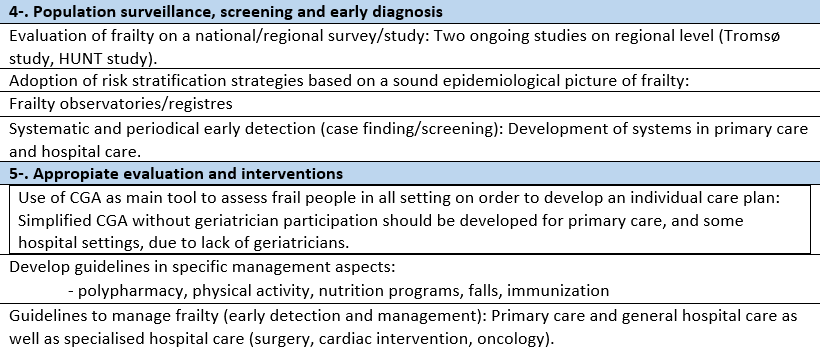 4-. Population surveillance, screening and early diagnosis
Evaluation of frailty on a national/regional survey/study: Two ongoing studies on regional level (Tromsø
study, HUNT study).
Adoption of risk stratification strategies based on a sound epidemiological picture of frailty:
Frailty observatories/registres
Systematic and periodical early detection (case finding/screening): Development of systems in primary care
and hospital care.
5-. Appropiate evaluation and interventions
Use of CGA as main tool to assess frail people in all setting on order to develop an individual care plan:
Simplified CGA without geriatrician participation should be developed for primary care, and some
hospital settings, due to lack of geriatricians.
Develop guidelines in specific management aspects:
- polypharmacy, physical activity, nutrition programs, falls, immunization
Guidelines to manage frailty (early detection and management): Primary care and general hospital care as
well as specialised hospital care (surgery, cardiac intervention, oncology).